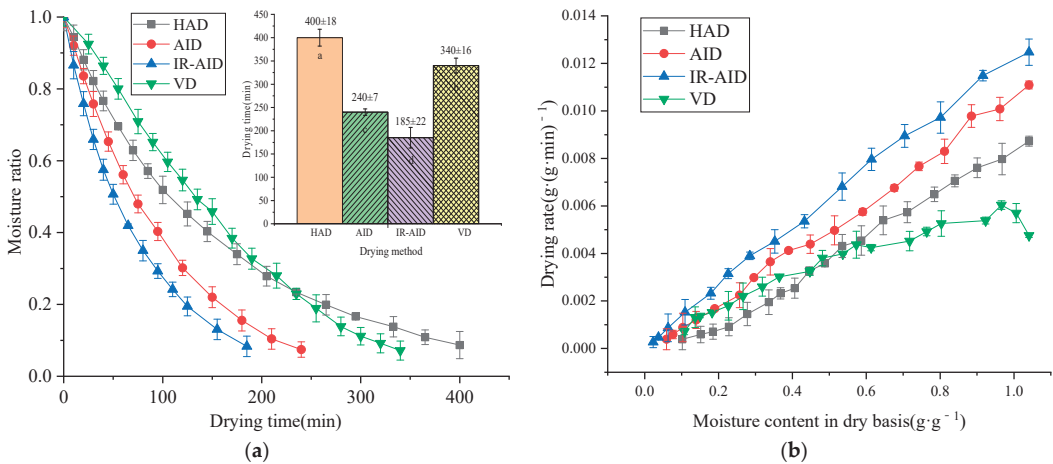 1.0
0.8
0.6
0.4
0.2
0.0
Moisture ratio
0
100
200
300
400
Drying time(min)
HAD
AID
IR-AID
VD
450
400
350
300
250
200
150
100
50
0
Drying time(min)
400±18
a
240±7
185±22
d
340±16
HAD
AID
IR-AID
VD
Drying method
(a)
0.014
0.012
0.010
0.008
0.006
0.004
0.002
0.000
Drying rate(g·(g·min) - 1)
HAD
AID
IR-AID
VD
0.0
0.2
0.4
0.6
0.8
1.0
Moisture content in dry basis(g·g - 1)
(b)